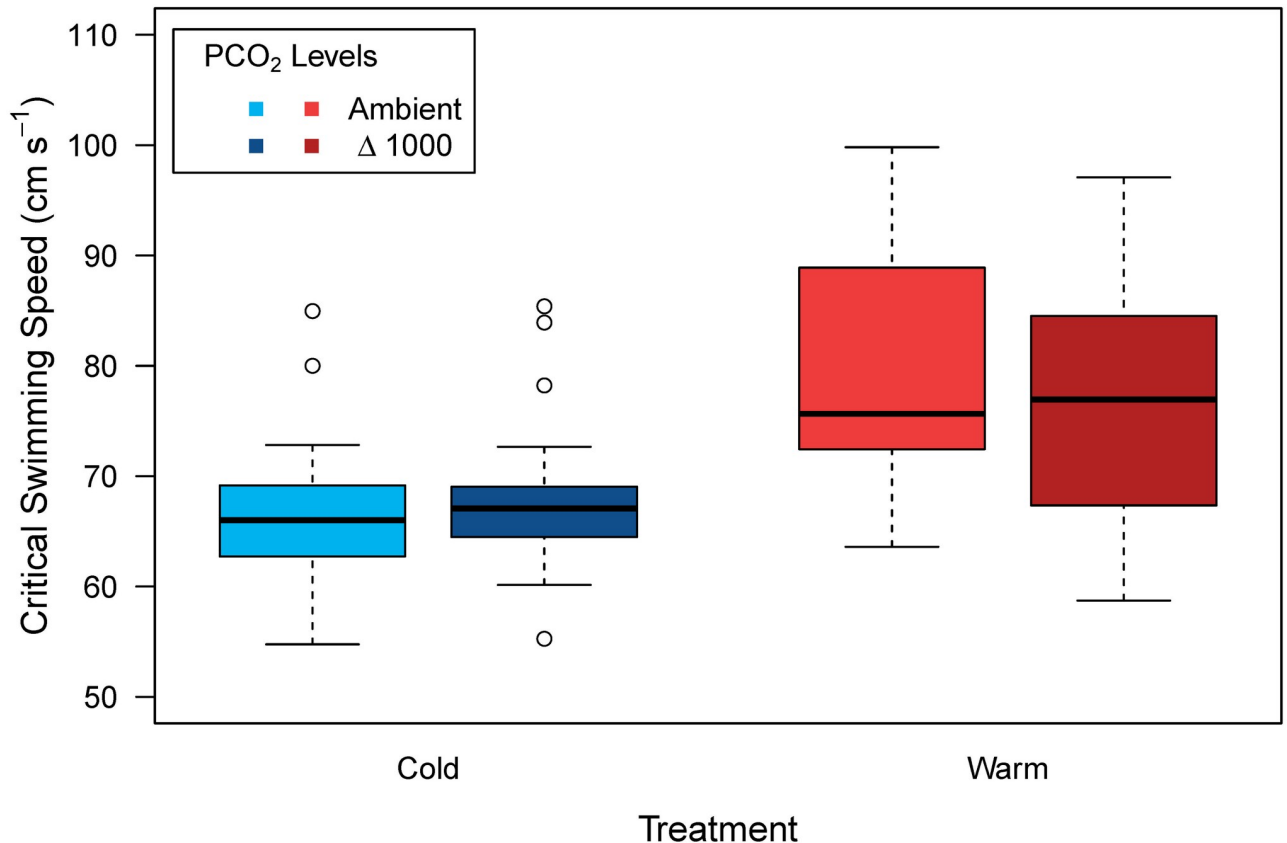 Critical Swimming Speed (cm s⁻¹)
110
100
90
80
70
60
50
PCO₂ Levels
Ambient
Δ 1000
Cold
Warm
Treatment